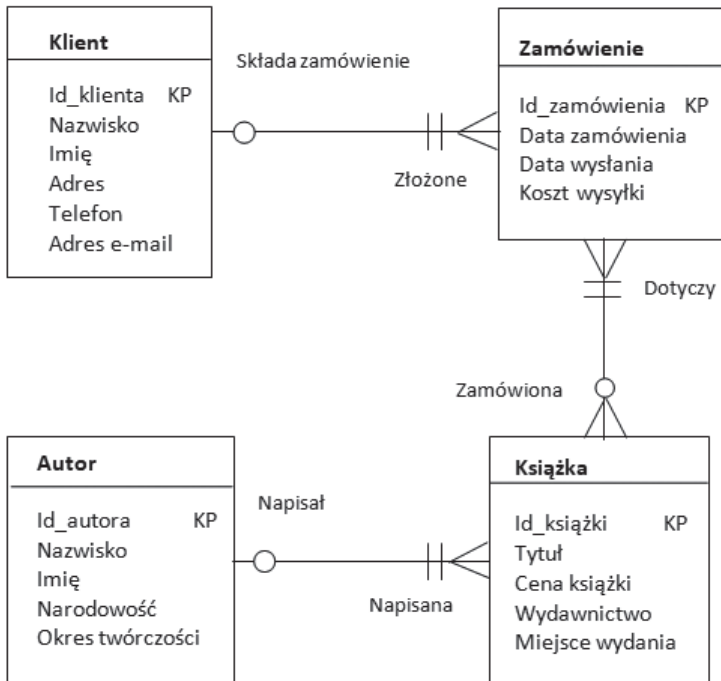 Klient
Id_klienta KP
Nazwisko
Imię
Adres
Telefon
Adres e-mail
Składa zamówienie
Złożone
Zamówienie
Id_zamówienia KP
Data zamówienia
Data wysłania
Koszt wysyłki
Dotyczy
Zamówiona
Autor
Id_autora KP
Nazwisko
Imię
Narodowość
Okres twórczości
Napisał
Napisana
Książka
Id_książki KP
Tytuł
Cena książki
Wydawnictwo
Miejsce wydania